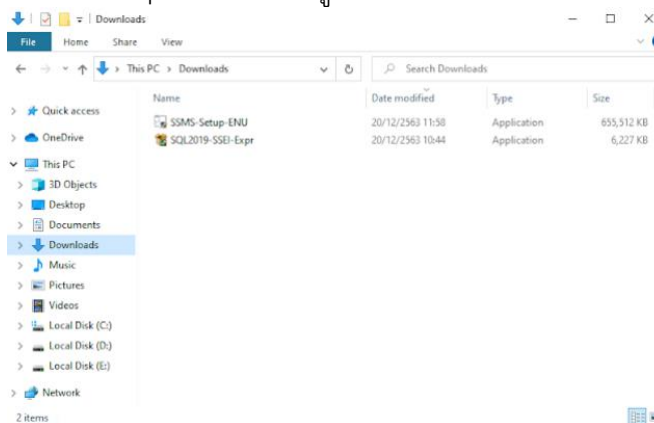 Downloads
File Home Share View
This PC Downloads Search Downloads
Name Date modified Type Size
Quick access
SSMS-Setup-ENU 20/12/2563 11:58 Application 655,512 KB
OneDrive
SQL2019-SSEI-Expr 20/12/2563 10:44 Application 6,227 KB
This PC
3D Objects
Desktop
Documents
Downloads
Music
Pictures
Videos
Local Disk (C:)
Local Disk (D:)
Local Disk (E:)
Network
2 items